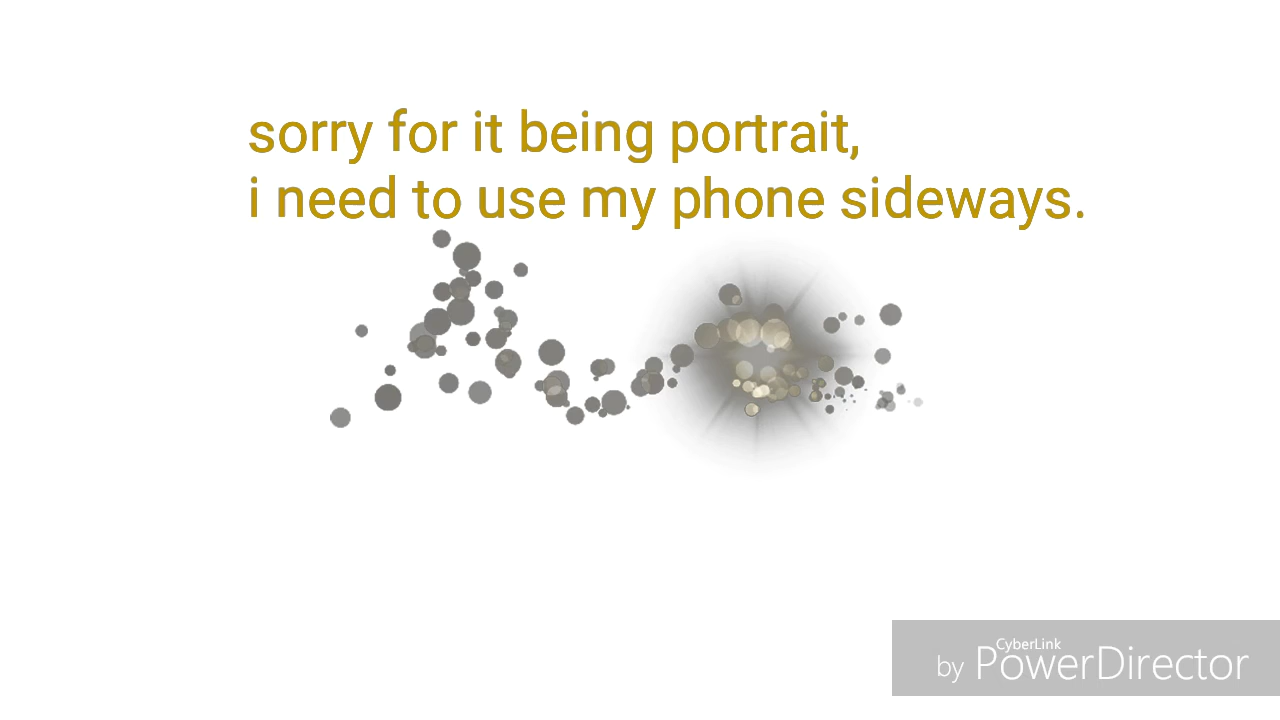 sorry for it being portrait,
i need to use my phone sideways.
CyberLink
by PowerDirector